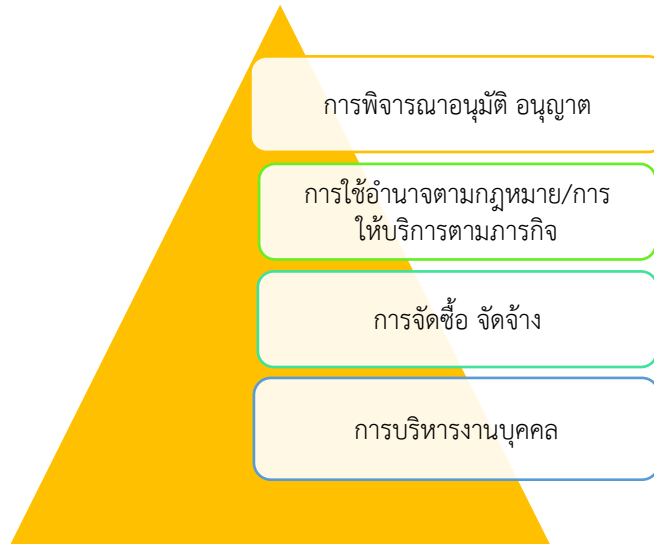 การพิจารณาอนุมัติ อนุญาต
การใช้อำนาจตามกฎหมาย/การ
ให้บริการตามภารกิจ
การจัดซื้อ จัดจ้าง
การบริหารงานบุคคล